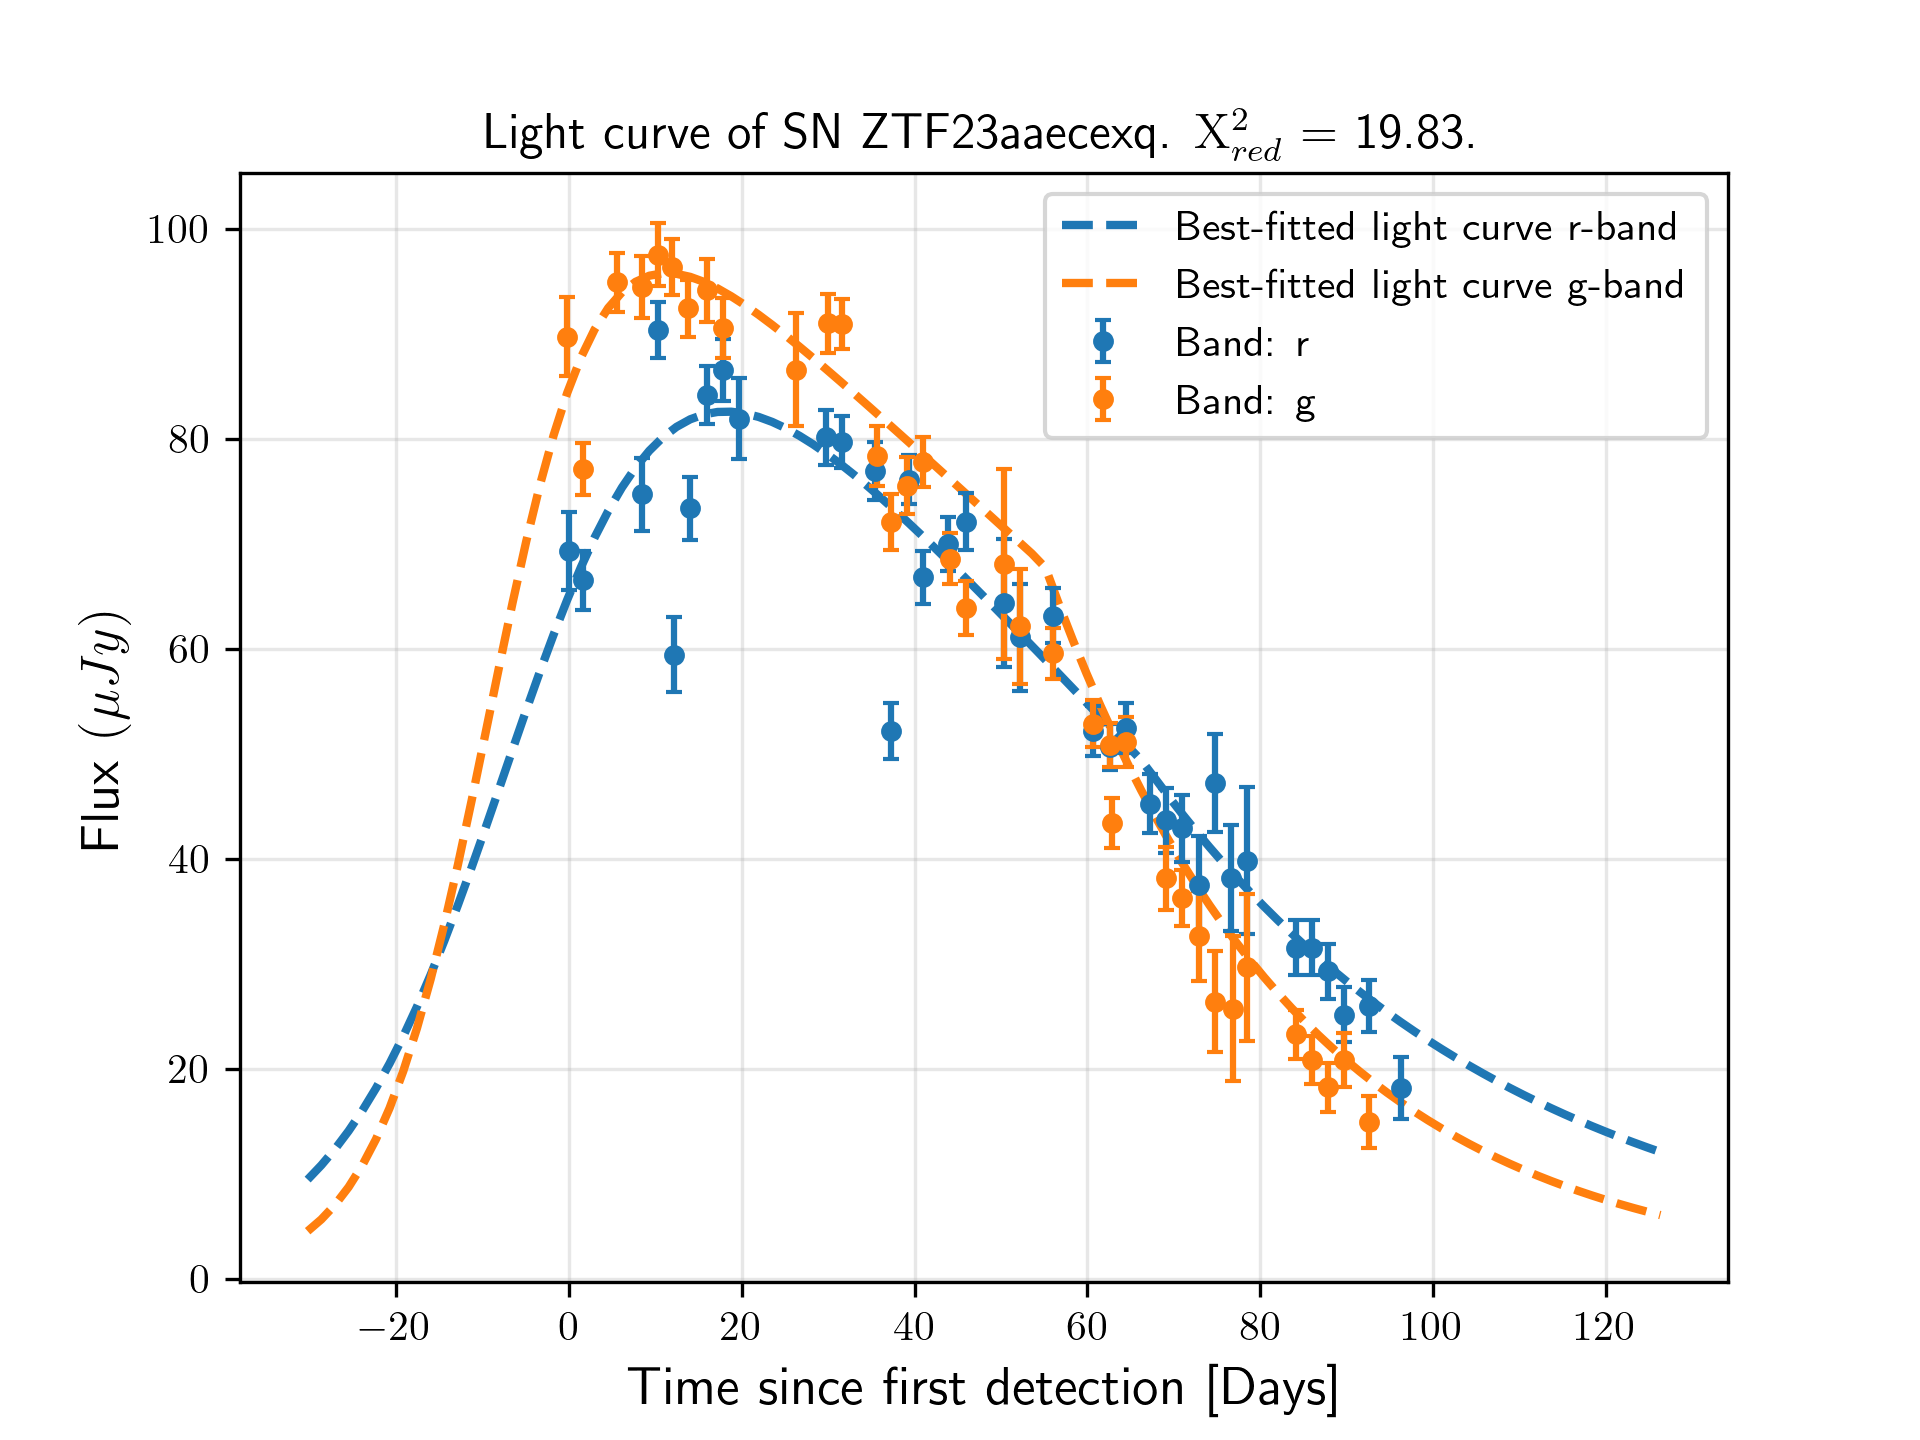 Light curve of SN ZTF23aaecexq. X²_red = 19.83.
Best-fitted light curve r-band
Best-fitted light curve g-band
Band: r
Band: g
100
80
60
40
20
0
Flux (μJy)
−20 0 20 40 60 80 100 120
Time since first detection [Days]